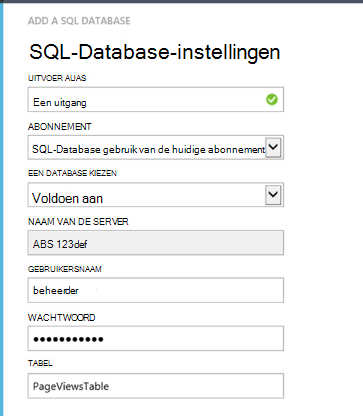 ADD A SQL DATABASE
SQL-Database-instellingen
UITVOER ALIAS
Een uitgang
ABONNEMENT
SQL-Database gebruik van de huidige abonnement
EEN DATABASE KIEZEN
Voldoen aan
NAAM VAN DE SERVER
ABS 123def
GEBRUIKERSNAAM
beheerder
WACHTWOORD
●●●●●●●●●●●
TABEL
PageViewsTable